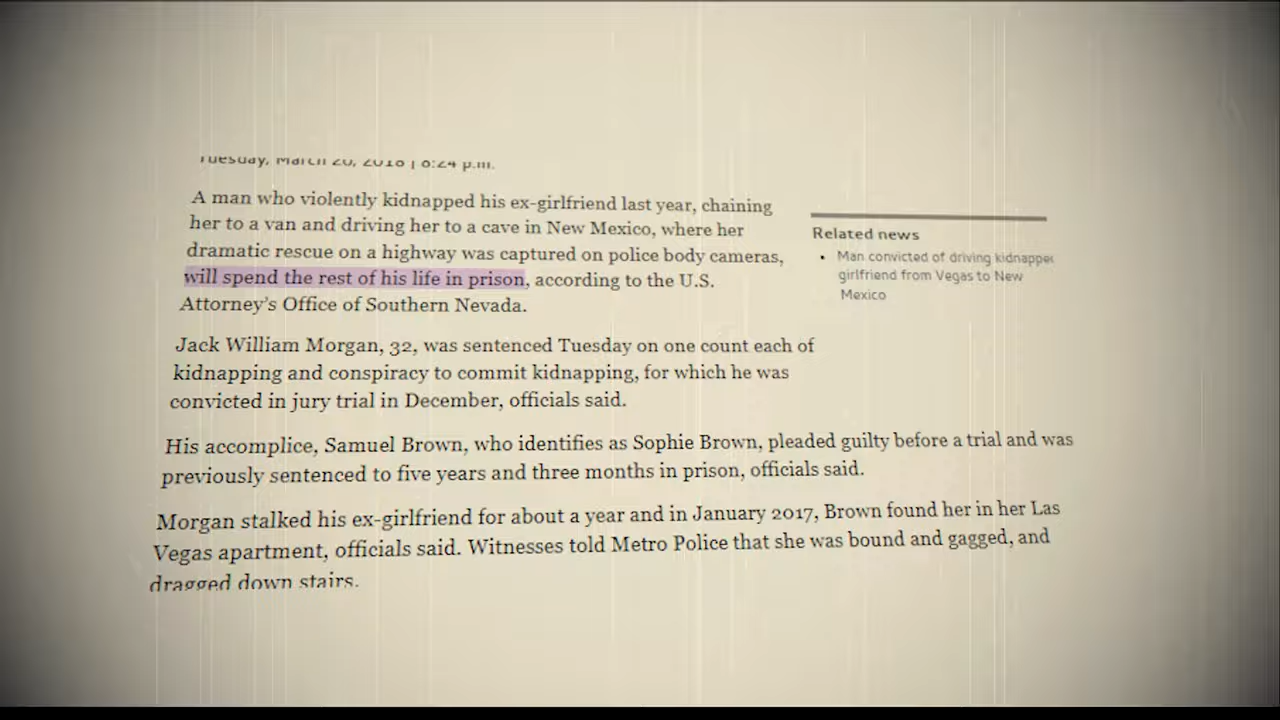 Tuesday, March 20, 2018 | 6:24 p.m.
A man who violently kidnapped his ex-girlfriend last year, chaining
her to a van and driving her to a cave in New Mexico, where her
dramatic rescue on a highway was captured on police body cameras,
will spend the rest of his life in prison, according to the U.S.
Attorney’s Office of Southern Nevada.
Related news
• Man convicted of driving kidnapped
girlfriend from Vegas to New
Mexico
Jack William Morgan, 32, was sentenced Tuesday on one count each of
kidnapping and conspiracy to commit kidnapping, for which he was
convicted in jury trial in December, officials said.
His accomplice, Samuel Brown, who identifies as Sophie Brown, pleaded guilty before a trial and was
previously sentenced to five years and three months in prison, officials said.
Morgan stalked his ex-girlfriend for about a year and in January 2017, Brown found her in her Las
Vegas apartment, officials said. Witnesses told Metro Police that she was bound and gagged, and
dragged down stairs.